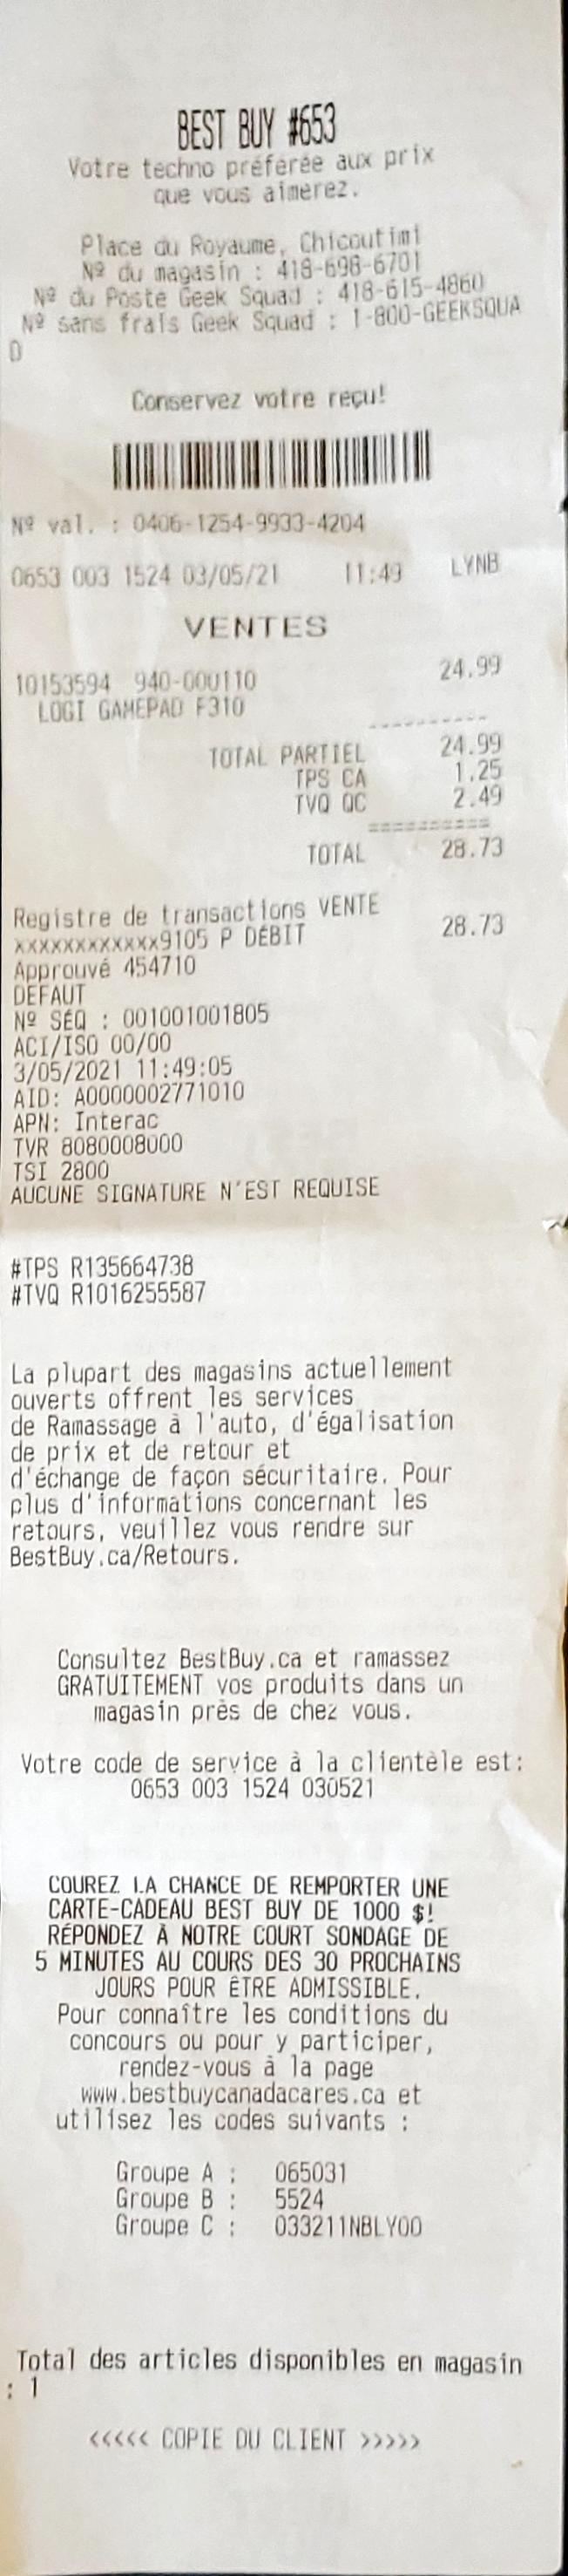 BEST BUY #653
Votre techno préférée aux prix
que vous aimerez.
Place du Royaume, Chicoutimi
Nº du magasin : 418-698-6701
Nº du Poste Geek Squad : 418-615-4860
Nº sans frais Geek Squad : 1-800-GEEKSQUA
D
Conservez votre reçu!
Nº val. : 0406-1254-9933-4204
0653 003 1524 03/05/21 11:49 LYNB
VENTES
10153594 940-000110 24.99
LOGI GAMEPAD F310
----------
TOTAL PARTIEL 24.99
TPS CA 1.25
TVQ QC 2.49
==========
TOTAL 28.73
Registre de transactions VENTE
xxxxxxxxxxxx9105 P DÉBIT 28.73
Approuvé 454710
DEFAUT
Nº SÉQ : 001001001805
ACI/ISO 00/00
3/05/2021 11:49:05
AID: A0000002771010
APN: Interac
TVR 8080008000
TSI 2800
AUCUNE SIGNATURE N'EST REQUISE
#TPS R135664738
#TVQ R1016255587
La plupart des magasins actuellement
ouverts offrent les services
de Ramassage à l'auto, d'égalisation
de prix et de retour et
d'échange de façon sécuritaire. Pour
plus d'informations concernant les
retours, veuillez vous rendre sur
BestBuy.ca/Retours.
Consultez BestBuy.ca et ramassez
GRATUITEMENT vos produits dans un
magasin près de chez vous.
Votre code de service à la clientèle est:
0653 003 1524 030521
COUREZ LA CHANCE DE REMPORTER UNE
CARTE-CADEAU BEST BUY DE 1000 $!
RÉPONDEZ À NOTRE COURT SONDAGE DE
5 MINUTES AU COURS DES 30 PROCHAINS
JOURS POUR ÊTRE ADMISSIBLE.
Pour connaître les conditions du
concours ou pour y participer,
rendez-vous à la page
www.bestbuycanadacares.ca et
utilisez les codes suivants :
Groupe A : 065031
Groupe B : 5524
Groupe C : 033211NBLY00
Total des articles disponibles en magasin
: 1
<<<<< COPIE DU CLIENT >>>>>